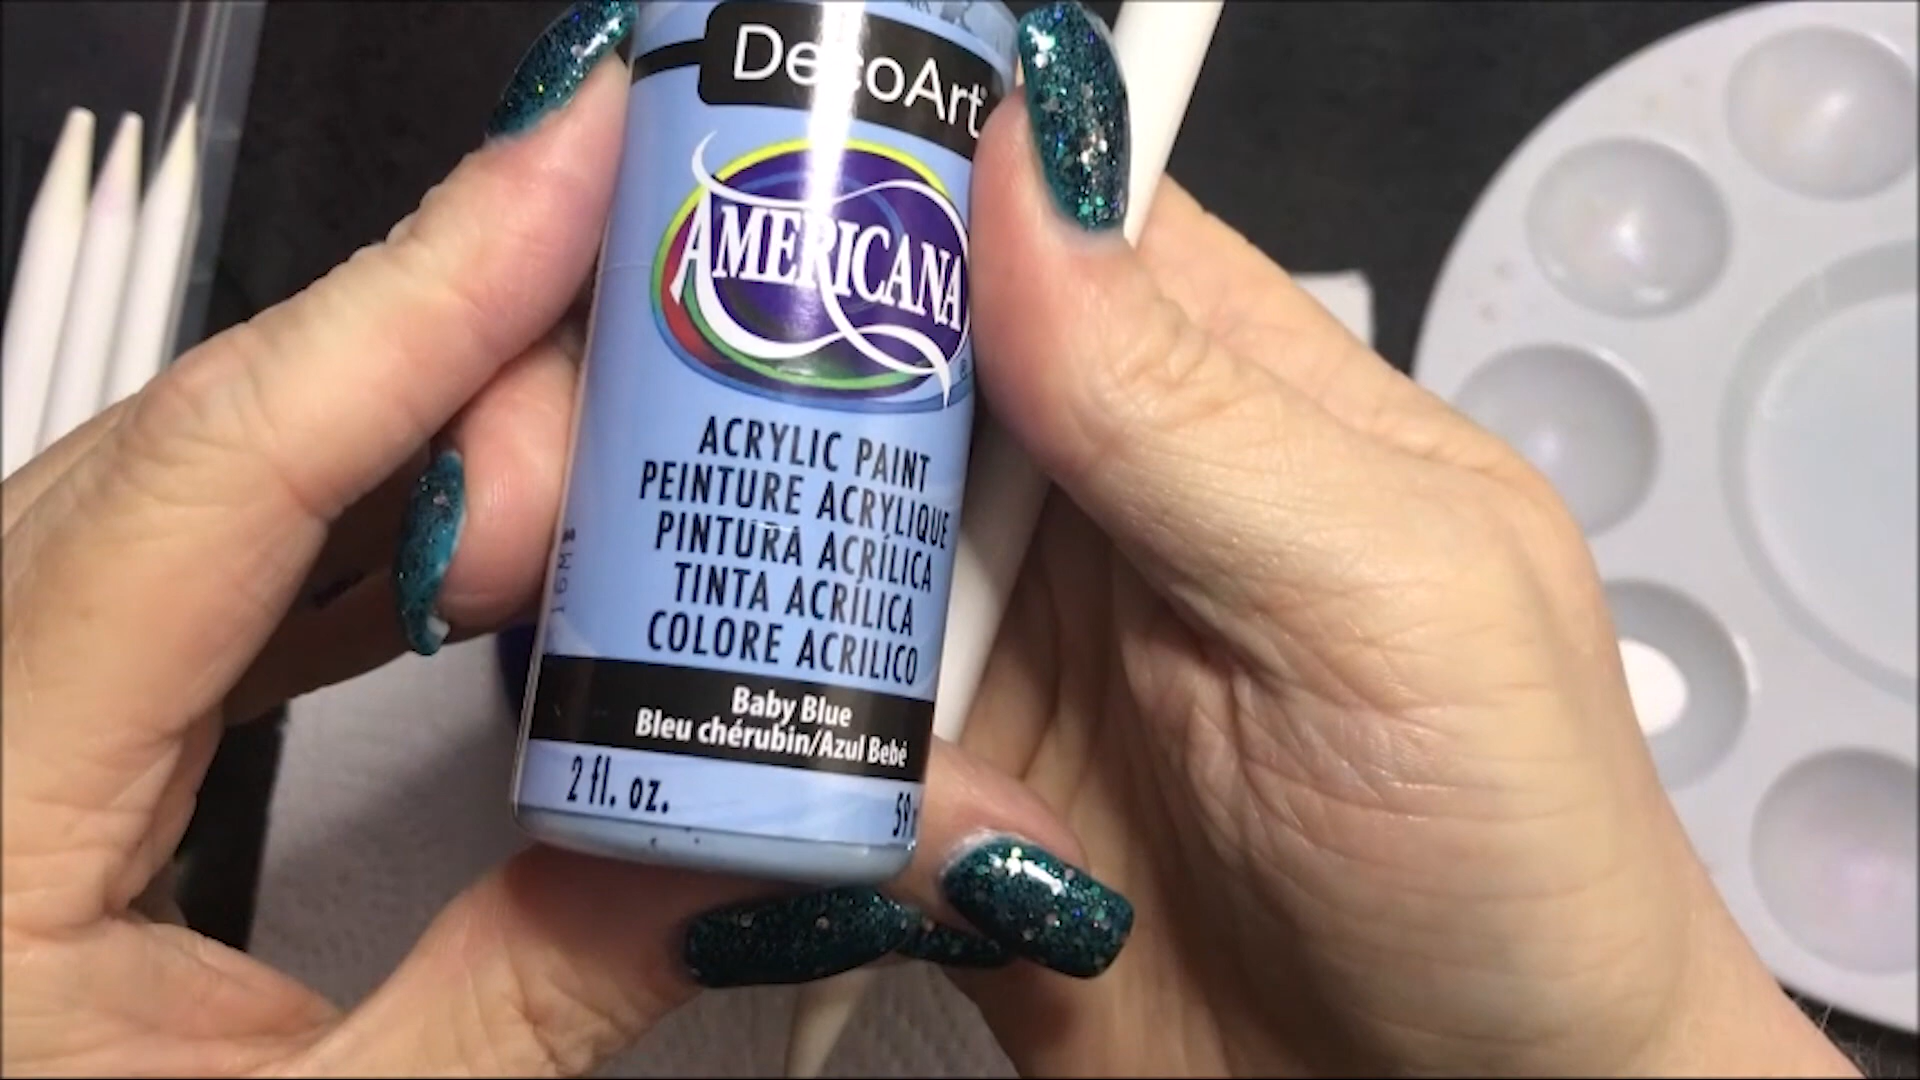 DecoArt®
AMERICANA®
ACRYLIC PAINT
PEINTURE ACRYLIQUE
PINTURA ACRÍLICA
TINTA ACRÍLICA
COLORE ACRILICO
Baby Blue
Bleu chérubin/Azul Bebé
2 fl. oz. 59